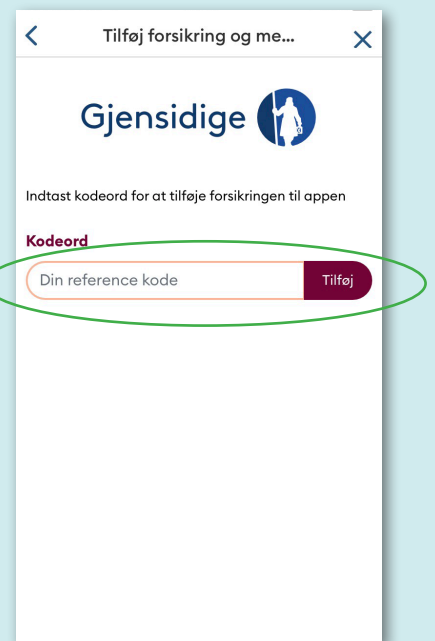 Tilføj forsikring og me...
Gjensidige
Indtast kodeord for at tilføje forsikringen til appen
Kodeord
Din reference kode
Tilføj